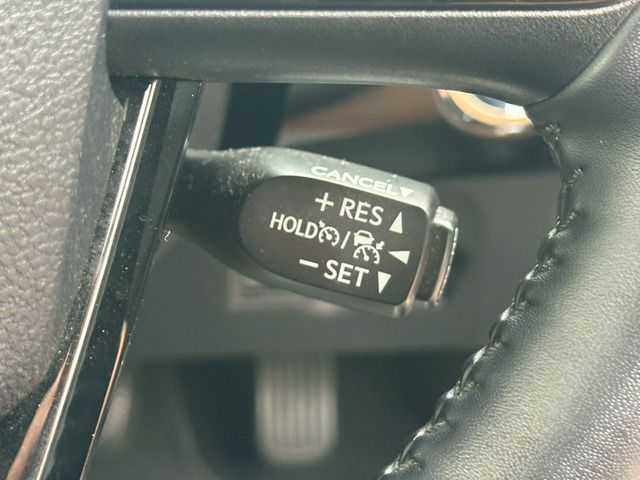 CANCEL▼
+RES▲
HOLD / ◀
−SET▼